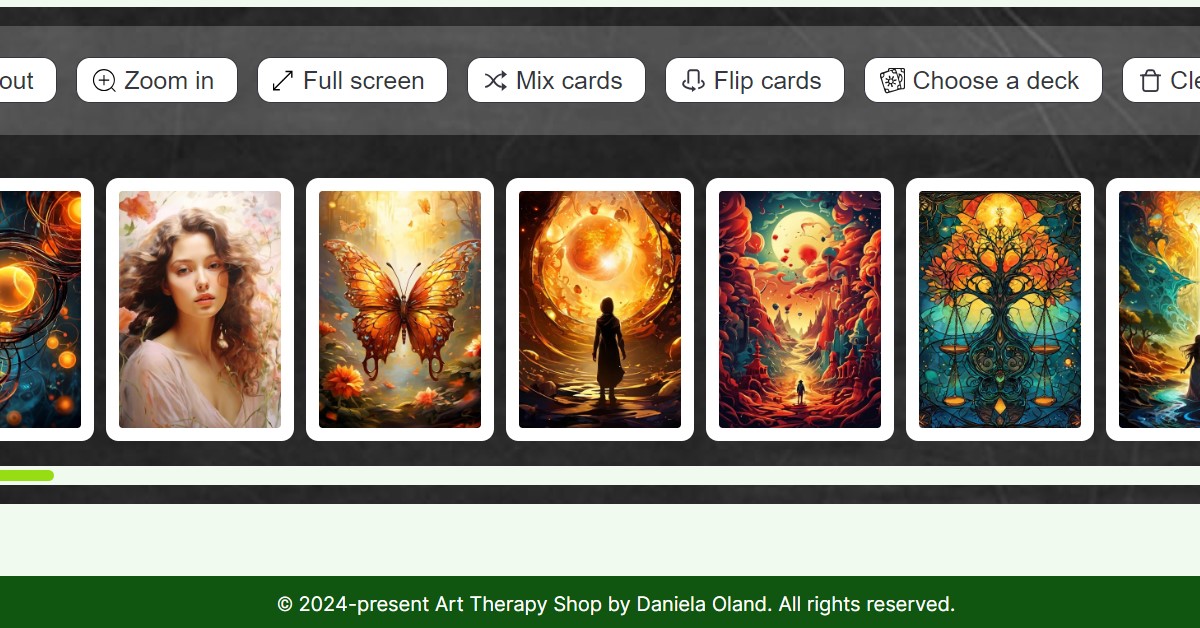 out
Zoom in
Full screen
Mix cards
Flip cards
Choose a deck
Cle
© 2024-present Art Therapy Shop by Daniela Oland. All rights reserved.